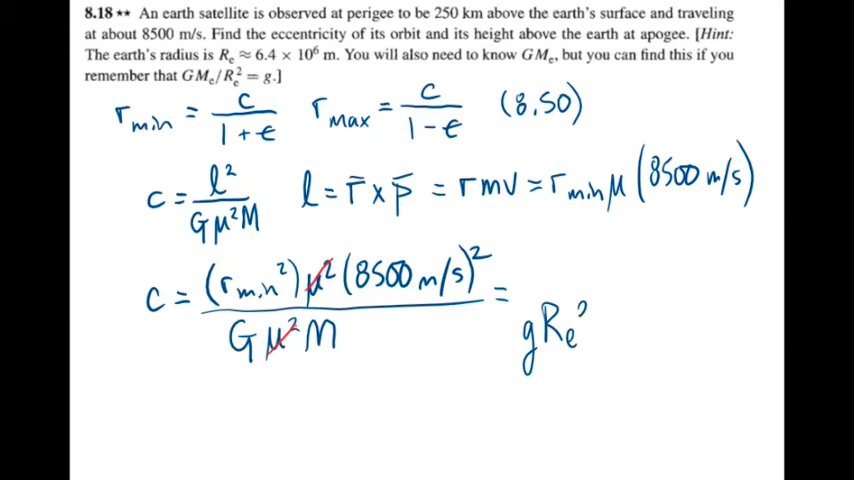 8.18 ★★ An earth satellite is observed at perigee to be 250 km above the earth's surface and traveling
at about 8500 m/s. Find the eccentricity of its orbit and its height above the earth at apogee. [Hint:
The earth's radius is Rₑ ≈ 6.4 × 10⁶ m. You will also need to know GMₑ, but you can find this if you
remember that GMₑ/Rₑ² = g.]
r_min = c/(1+ϵ) r_max = c/(1−ϵ) (8.50)
c = l²/(Gμ²M) l = r̄ × p̄ = rmv = r_min μ (8500 m/s)
c = (r_min²) μ² (8500 m/s)²/(Gμ²M) = gRₑ²